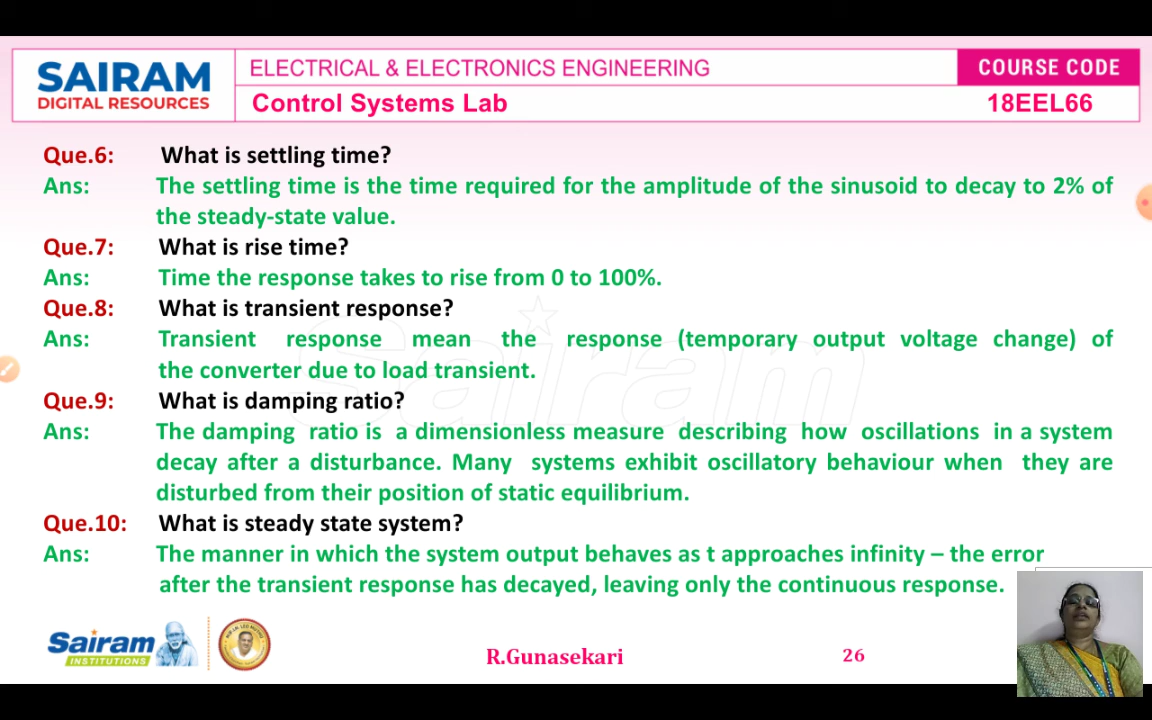 SAIRAM
DIGITAL RESOURCES
ELECTRICAL & ELECTRONICS ENGINEERING
Control Systems Lab
COURSE CODE
18EEL66
Que.6: What is settling time?
Ans: The settling time is the time required for the amplitude of the sinusoid to decay to 2% of
the steady-state value.
Que.7: What is rise time?
Ans: Time the response takes to rise from 0 to 100%.
Que.8: What is transient response?
Ans: Transient response mean the response (temporary output voltage change) of
the converter due to load transient.
Que.9: What is damping ratio?
Ans: The damping ratio is a dimensionless measure describing how oscillations in a system
decay after a disturbance. Many systems exhibit oscillatory behaviour when they are
disturbed from their position of static equilibrium.
Que.10: What is steady state system?
Ans: The manner in which the system output behaves as t approaches infinity – the error
after the transient response has decayed, leaving only the continuous response.
Sairam
Sairam
INSTITUTIONS
R.Gunasekari
26